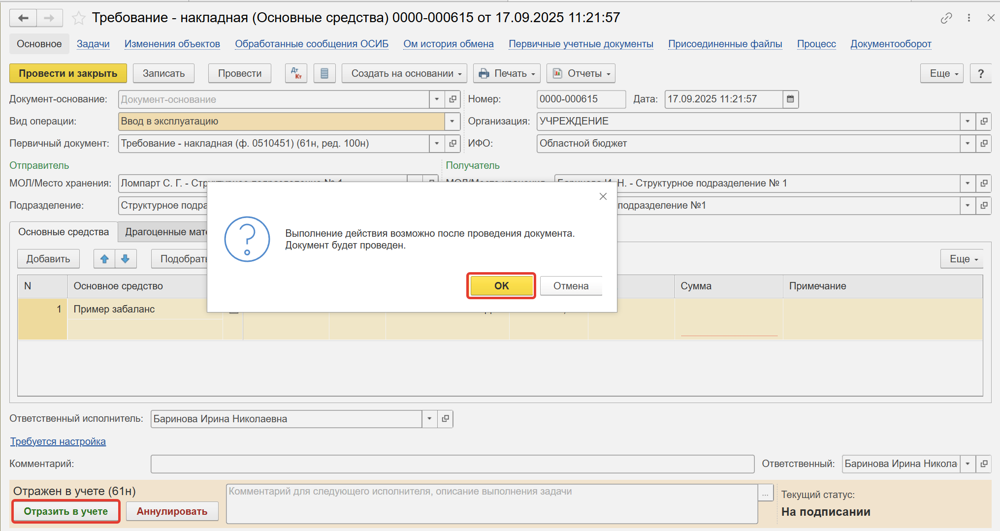 Требование - накладная (Основные средства) 0000-000615 от 17.09.2025 11:21:57
Основное Задачи Изменения объектов Обработанные сообщения ОСИБ Ом история обмена Первичные учетные документы Присоединенные файлы Процесс Документооборот
Провести и закрыть Записать Провести Дт Кт Создать на основании Печать Отчеты Еще ?
Документ-основание: Документ-основание Номер: 0000-000615 Дата: 17.09.2025 11:21:57
Вид операции: Ввод в эксплуатацию Организация: УЧРЕЖДЕНИЕ
Первичный документ: Требование - накладная (ф. 0510451) (61н, ред. 100н) ИФО: Областной бюджет
Отправитель Получатель
МОЛ/Место хранения: Ломпарт С. Г. - Структурное подразделение № 1 МОЛ/Место хранения Баринова И. Н. - Структурное подразделение № 1
Подразделение: Структурное подра подразделение №1
Выполнение действия возможно после проведения документа.
Документ будет проведен.
OK Отмена
Основные средства Драгоценные мат
Добавить Подобрать Еще
N Основное средство Сумма Примечание
1 Пример забаланс
Ответственный исполнитель: Баринова Ирина Николаевна
Требуется настройка
Комментарий: Ответственный: Баринова Ирина Никола
Отражен в учете (61н) Комментарий для следующего исполнителя, описание выполнения задачи ... Текущий статус:
Отразить в учете Аннулировать На подписании